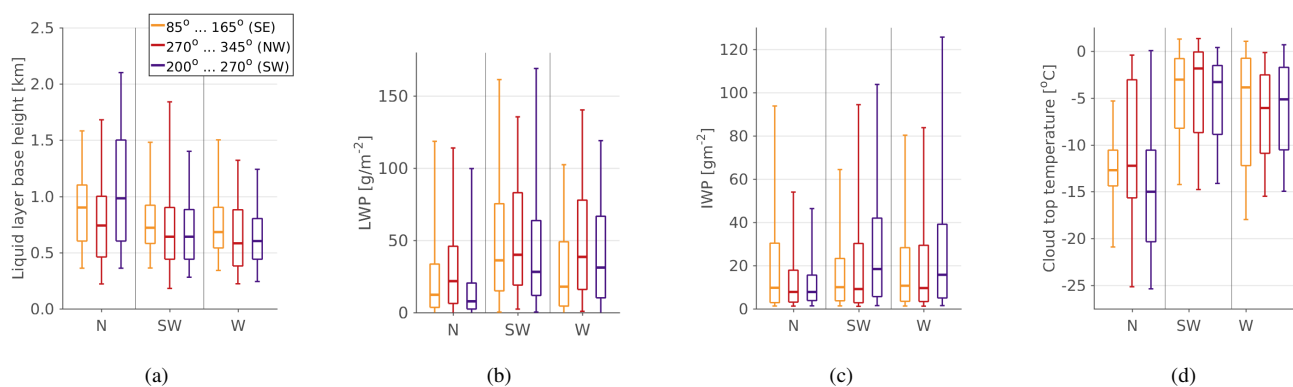 2.5
2.0
1.5
1.0
0.5
0.0
Liquid layer base height [km]
85° ... 165° (SE)
270° ... 345° (NW)
200° ... 270° (SW)
N SW W
(a)
150
100
50
0
LWP [g/m⁻²]
N SW W
(b)
120
100
80
60
40
20
0
IWP [gm⁻²]
N SW W
(c)
0
−5
−10
−15
−20
−25
Cloud top temperature [°C]
N SW W
(d)